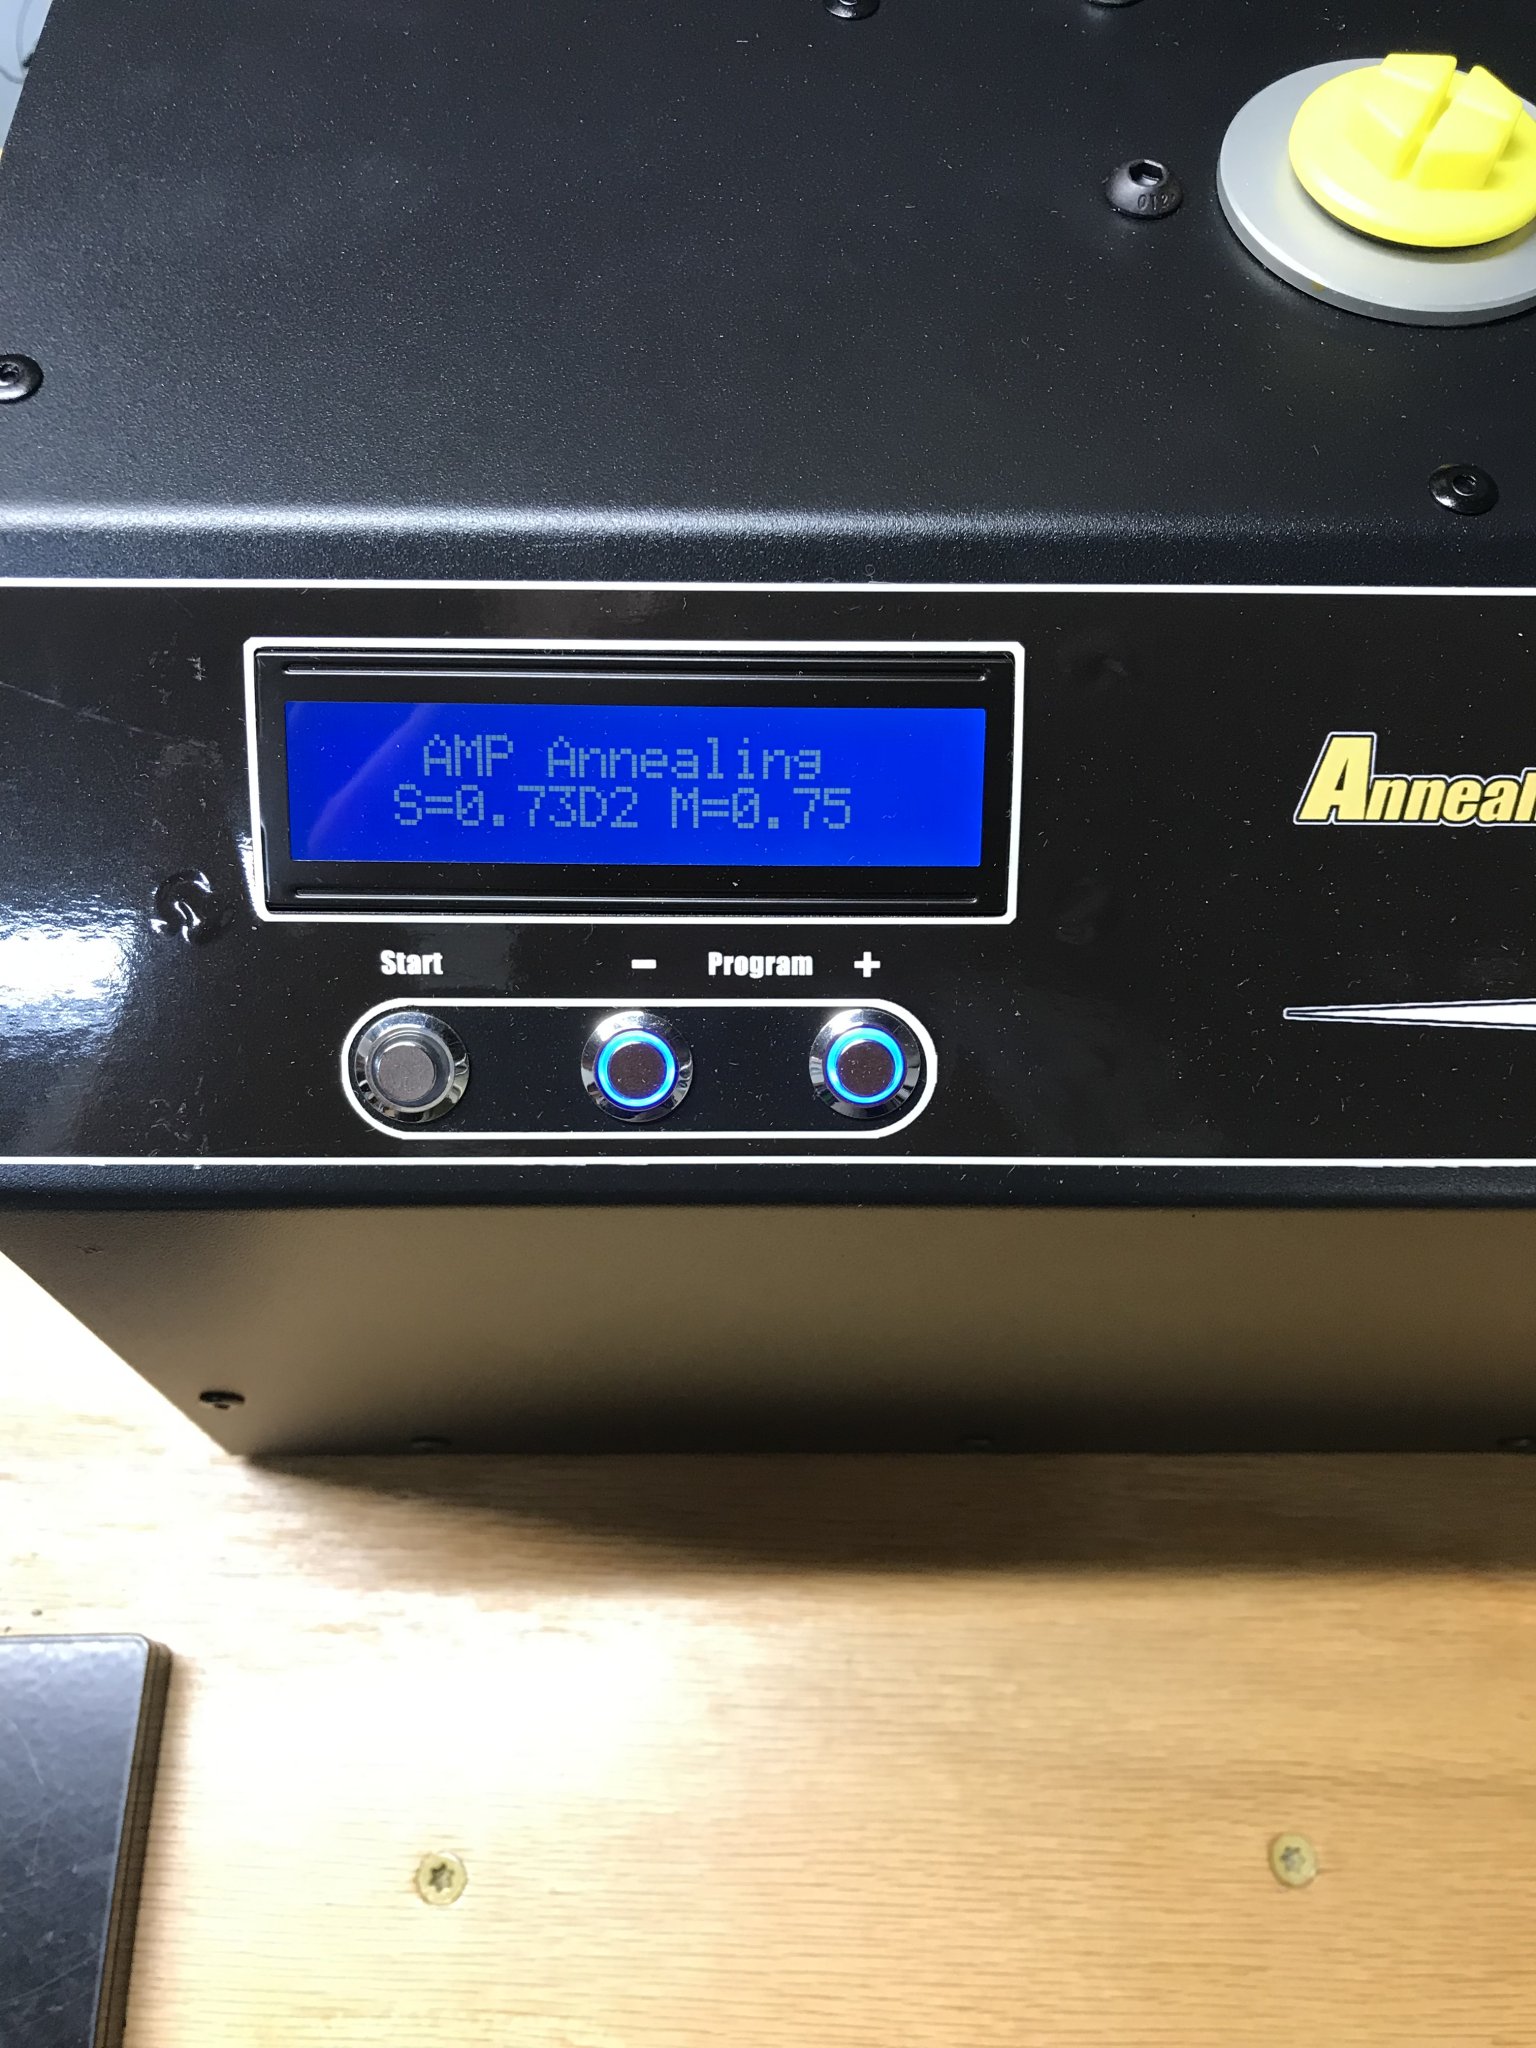 AMP Annealing
S=0.73D2 M=0.75
Anneal
Start - Program +